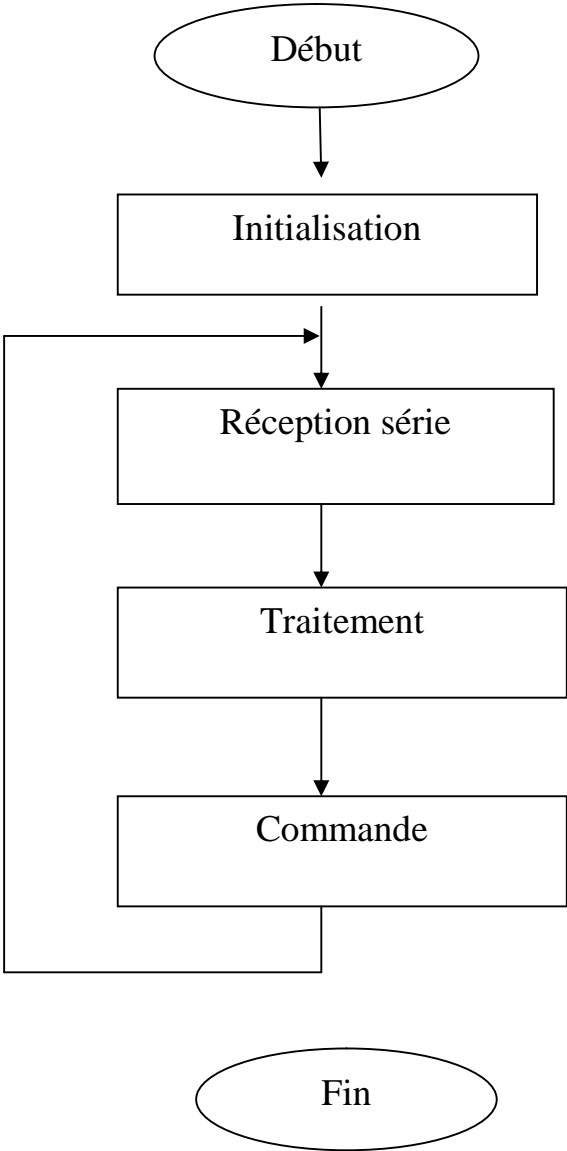 Début
Initialisation
Réception série
Traitement
Commande
Fin